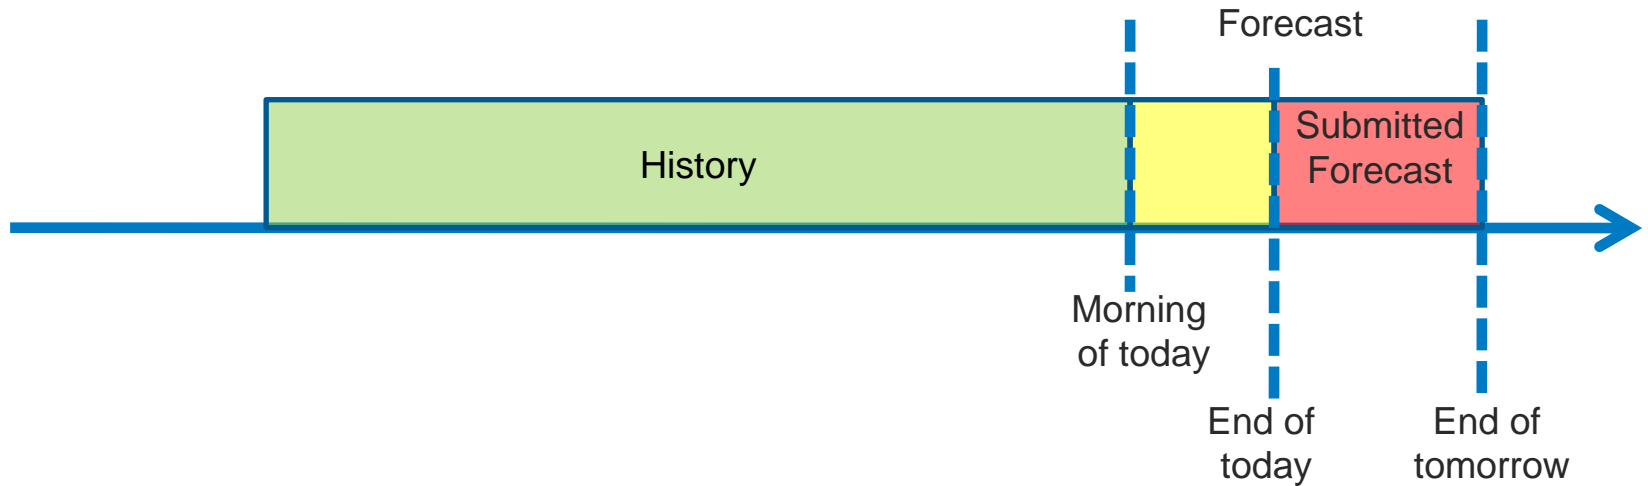 Forecast
History
Submitted
Forecast
Morning
of today
End of
today
End of
tomorrow